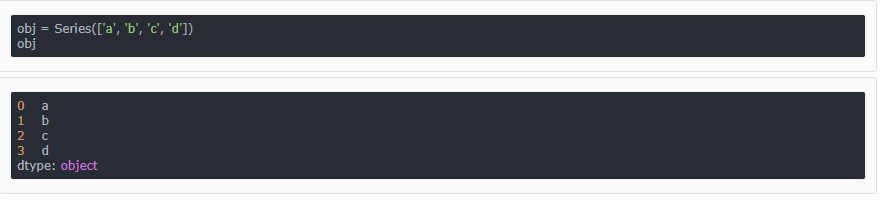 obj = Series(['a', 'b', 'c', 'd'])
obj
0 a
1 b
2 c
3 d
dtype: object